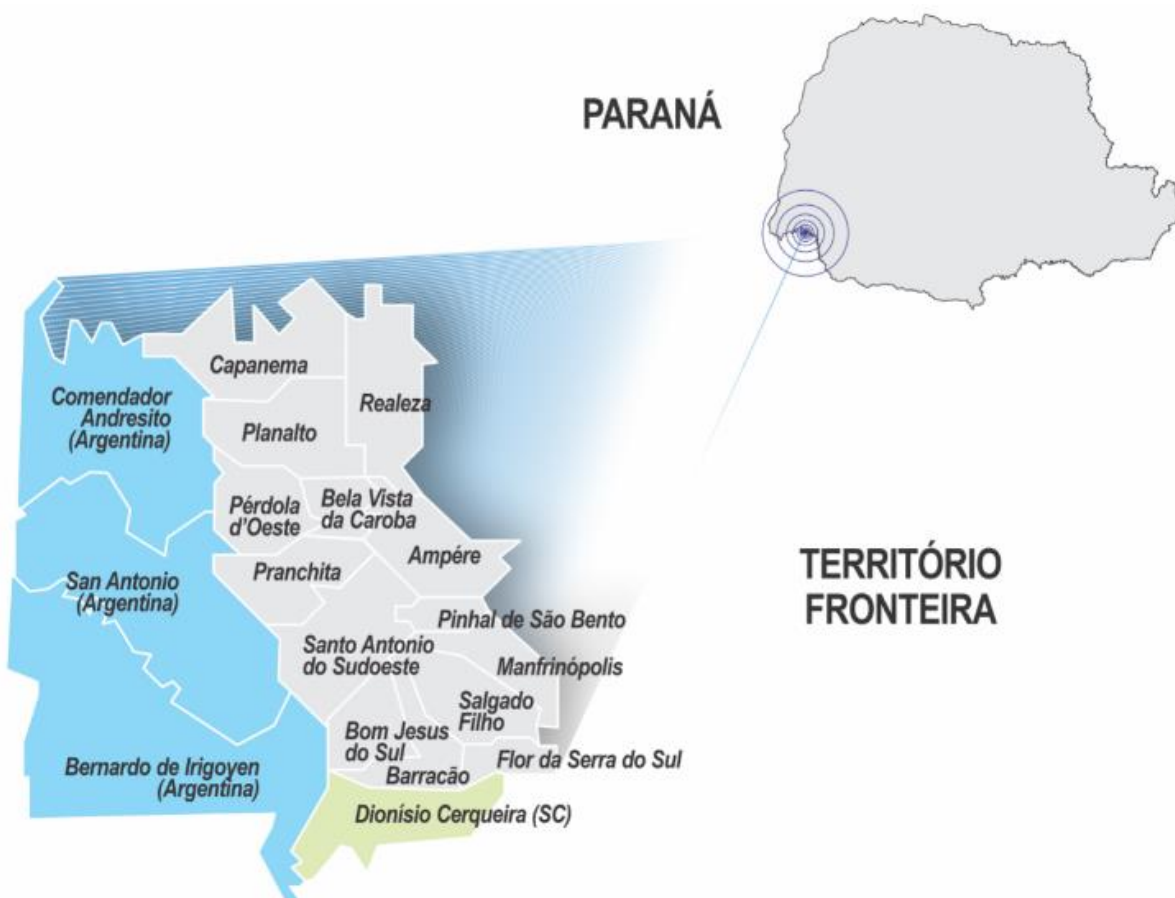 PARANÁ
Capanema
Comendador
Andresito
(Argentina)
Realeza
Planalto
Pérdola
d'Oeste
Bela Vista
da Caroba
Ampére
Pranchita
San Antonio
(Argentina)
TERRITÓRIO
FRONTEIRA
Pinhal de São Bento
Santo Antonio
do Sudoeste
Manfrinópolis
Salgado
Filho
Bom Jesus
do Sul
Flor da Serra do Sul
Bernardo de Irigoyen
(Argentina)
Barracão
Dionísio Cerqueira (SC)